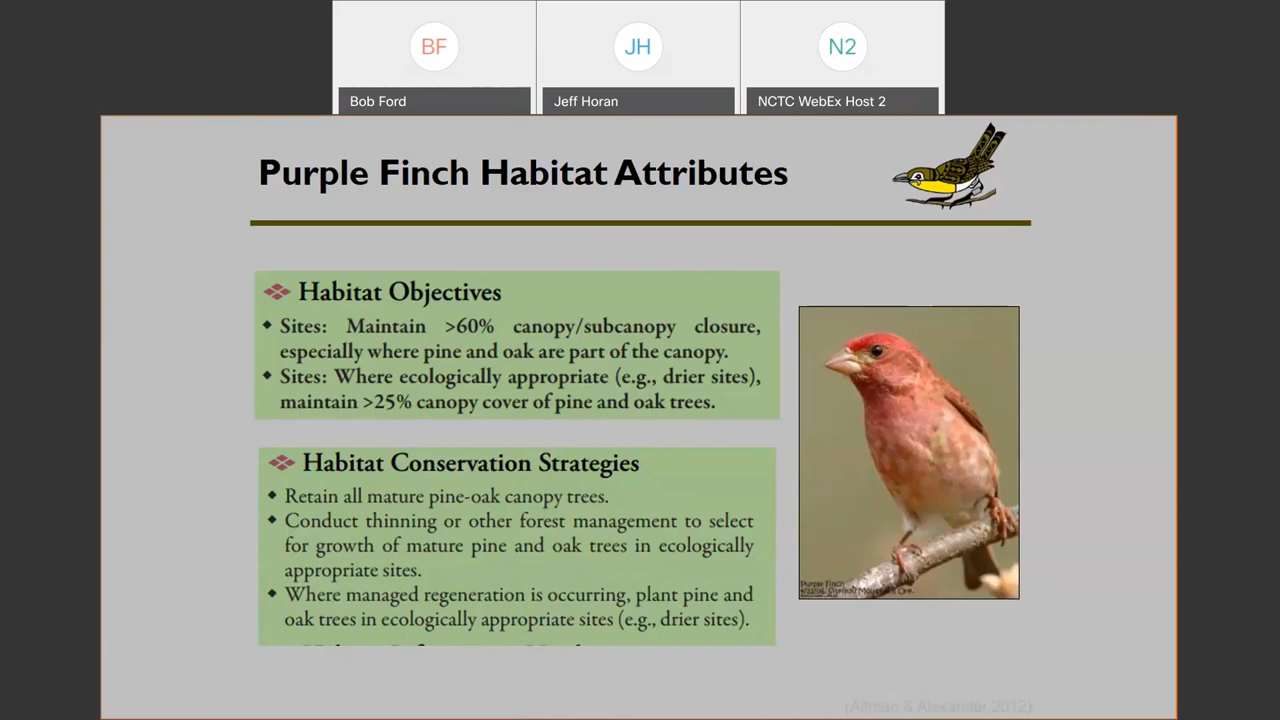 BF
JH
N2
Bob Ford
Jeff Horan
NCTC WebEx Host 2
Purple Finch Habitat Attributes
Habitat Objectives
Sites: Maintain >60% canopy/subcanopy closure,
especially where pine and oak are part of the canopy.
Sites: Where ecologically appropriate (e.g., drier sites),
maintain >25% canopy cover of pine and oak trees.
Habitat Conservation Strategies
Retain all mature pine-oak canopy trees.
Conduct thinning or other forest management to select
for growth of mature pine and oak trees in ecologically
appropriate sites.
Where managed regeneration is occurring, plant pine and
oak trees in ecologically appropriate sites (e.g., drier sites).
Purple Finch
(Altman & Alexander 2012)